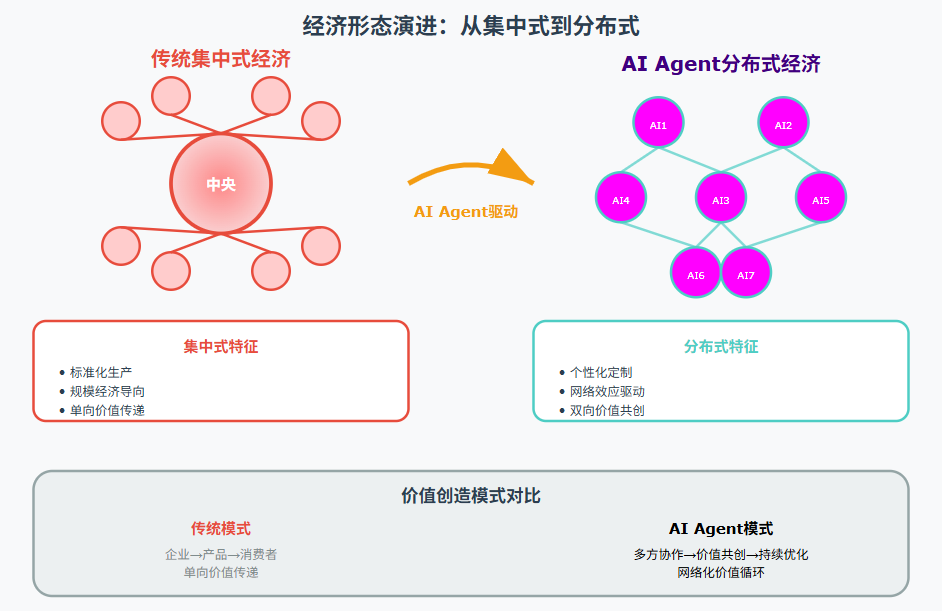 经济形态演进：从集中式到分布式
传统集中式经济
中央
AI Agent驱动
AI Agent分布式经济
AI1
AI2
AI4
AI3
AI5
AI6
AI7
集中式特征
• 标准化生产
• 规模经济导向
• 单向价值传递
分布式特征
• 个性化定制
• 网络效应驱动
• 双向价值共创
价值创造模式对比
传统模式
企业→产品→消费者
单向价值传递
AI Agent模式
多方协作→价值共创→持续优化
网络化价值循环